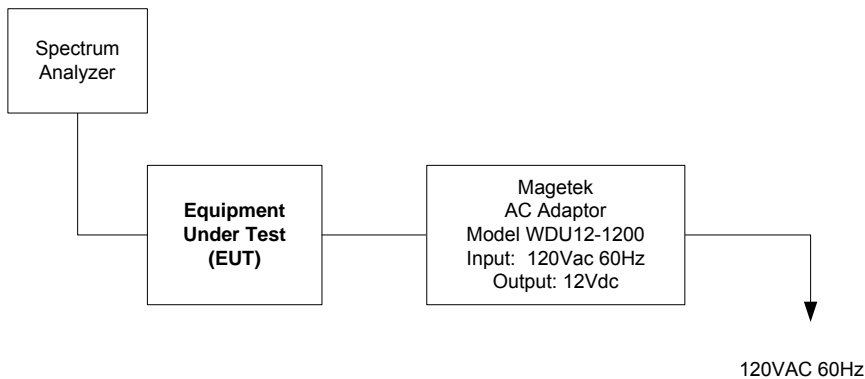 Spectrum
Analyzer
Equipment
Under Test
(EUT)
Magetek
AC Adaptor
Model WDU12-1200
Input:  120Vac 60Hz
Output: 12Vdc
120VAC 60Hz